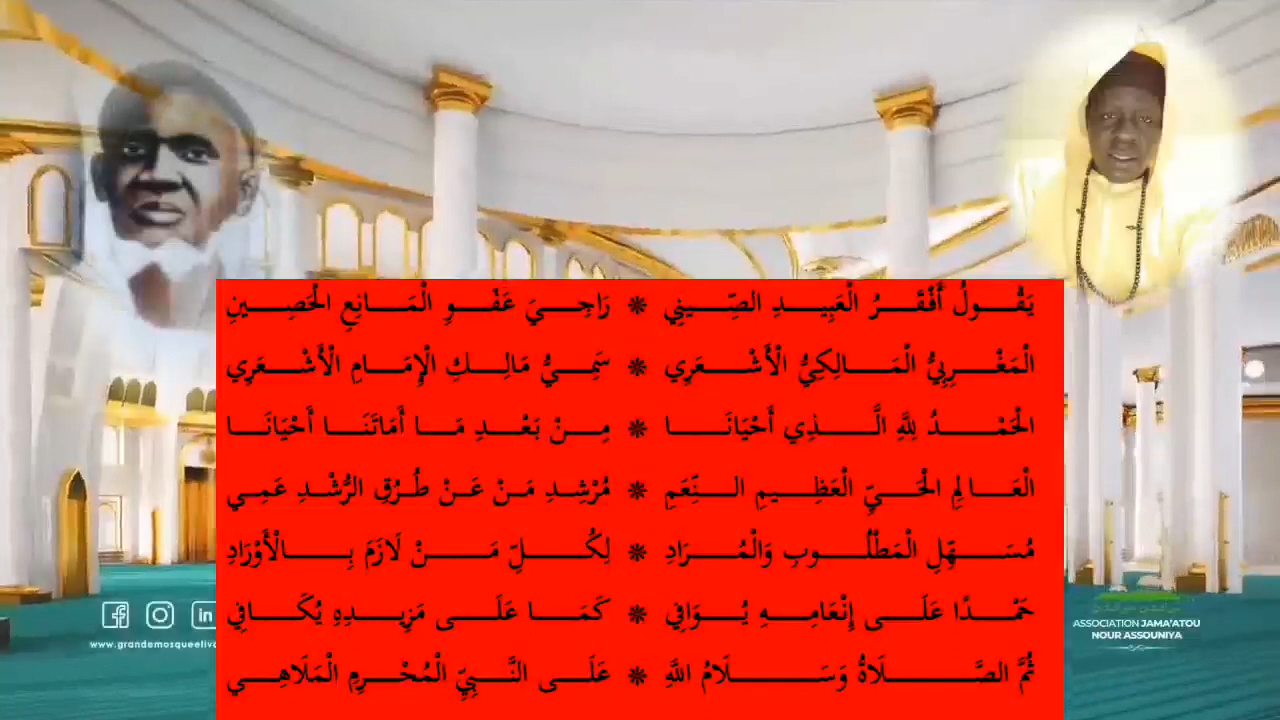 يَقُولُ أَفْقَرُ الْعَبِيدِ الصِّينِي ❋ رَاجِيَ عَفْوِ الْمَانِعِ الْحَصِينِ
الْمَغْرِبِيُّ الْمَالِكِيُّ الْأَشْعَرِي ❋ سَمِيُّ مَالِكِ الْإِمَامِ الْأَشْعَرِي
الْحَمْدُ لِلَّهِ الَّذِي أَحْيَانَا ❋ مِنْ بَعْدِ مَا أَمَاتَنَا أَحْيَانَا
الْعَالِمِ الْحَيِّ الْعَظِيمِ النِّعَمِ ❋ مُرْشِدِ مَنْ عَنْ طُرُقِ الرُّشْدِ عَمِي
مُسَهِّلِ الْمَطْلُوبِ وَالْمُرَادِ ❋ لِكُلِّ مَنْ لَازَمَ بِالْأَوْرَادِ
حَمْدًا عَلَى إِنْعَامِهِ يُوَافِي ❋ كَمَا عَلَى مَزِيدِهِ يُكَافِي
ثُمَّ الصَّلَاةُ وَسَلَامُ اللَّهِ ❋ عَلَى النَّبِيِّ الْمُحْرِمِ الْمَلَاهِي
www.grandemosqueetiva
ASSOCIATION JAMA'ATOU
NOUR ASSOUNIYA